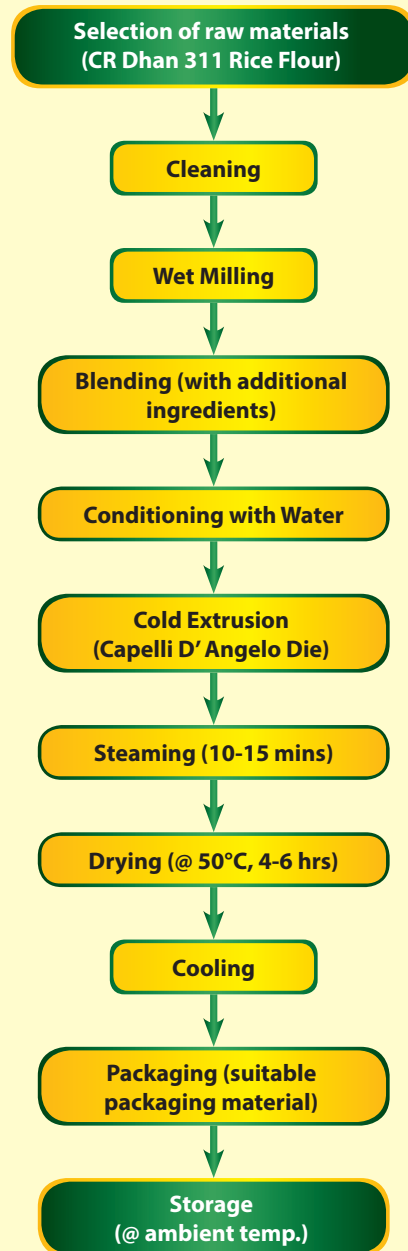 Selection of raw materials
(CR Dhan 311 Rice Flour)
Cleaning
Wet Milling
Blending (with additional
ingredients)
Conditioning with Water
Cold Extrusion
(Capelli D’ Angelo Die)
Steaming (10-15 mins)
Drying (@ 50°C, 4-6 hrs)
Cooling
Packaging (suitable
packaging material)
Storage
(@ ambient temp.)